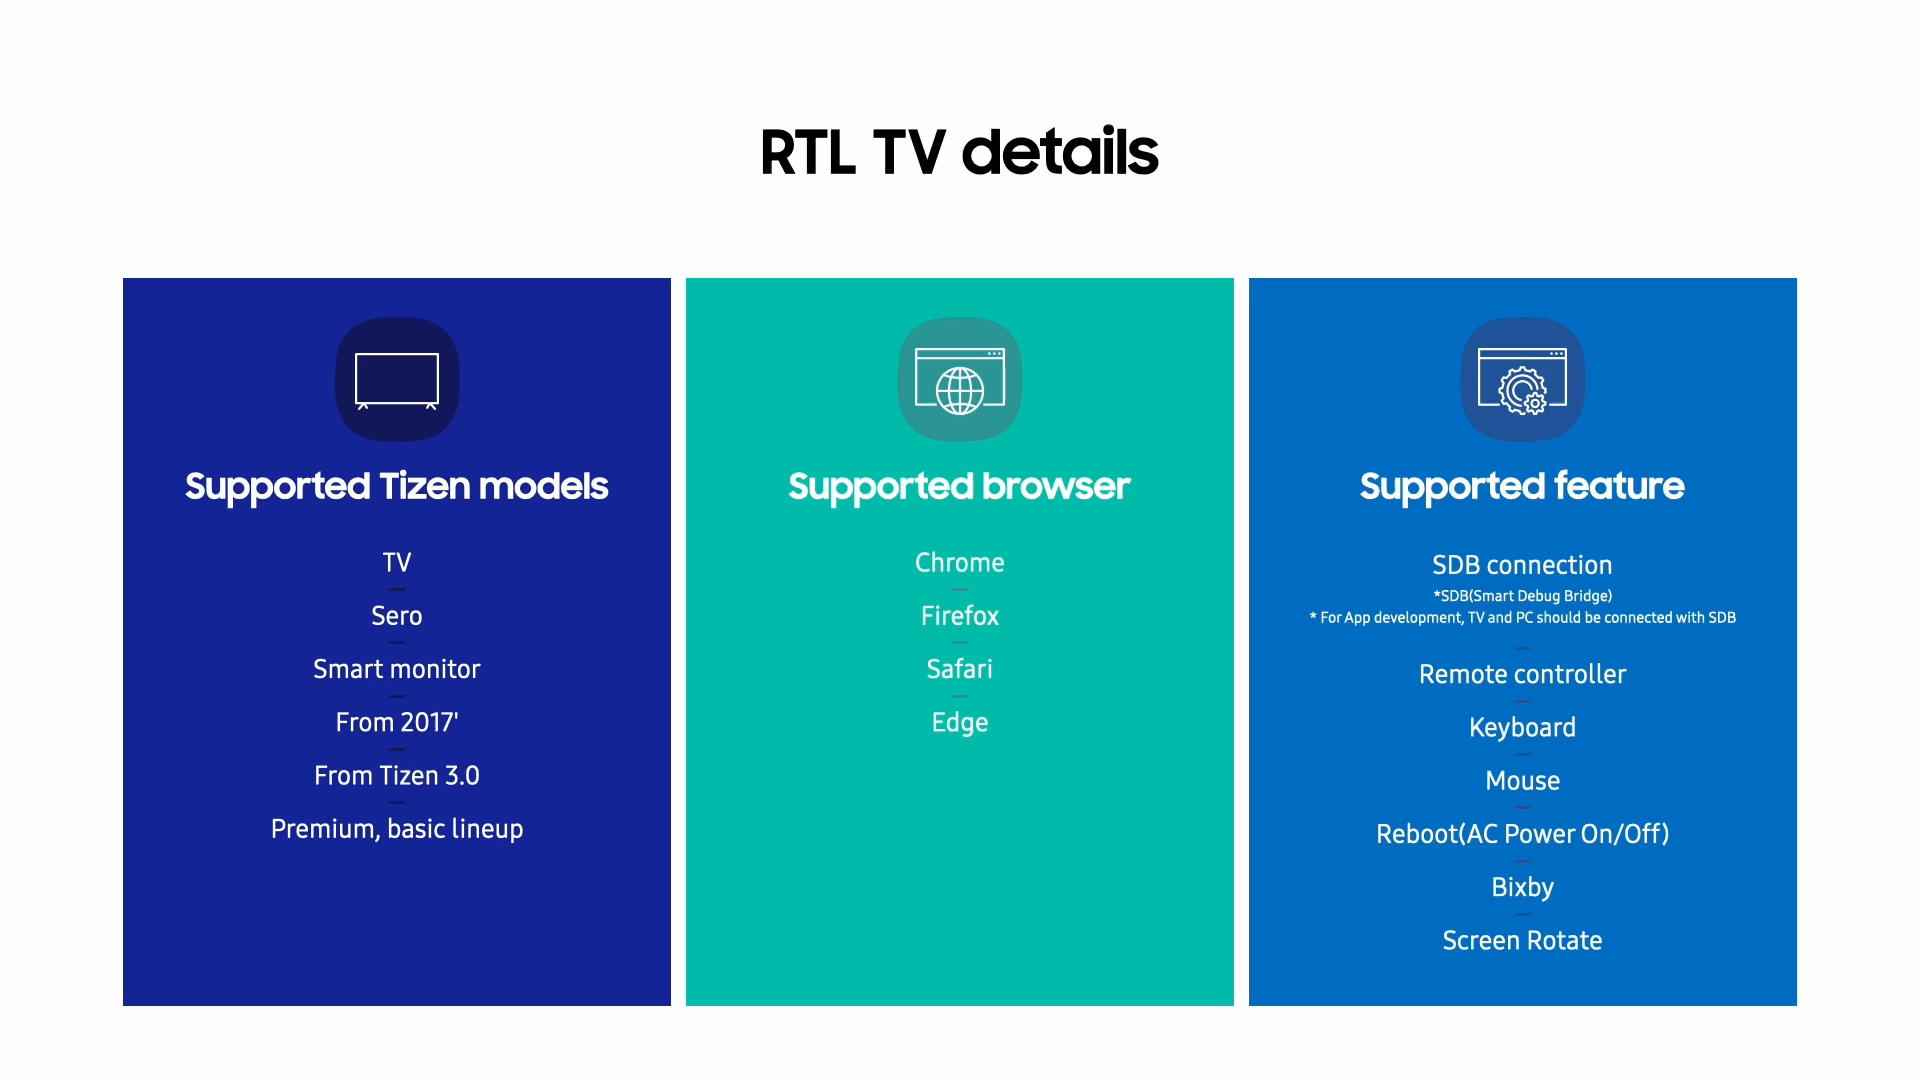 RTL TV details
Supported Tizen models
TV
Sero
Smart monitor
From 2017'
From Tizen 3.0
Premium, basic lineup
Supported browser
Chrome
Firefox
Safari
Edge
Supported feature
SDB connection
*SDB(Smart Debug Bridge)
* For App development, TV and PC should be connected with SDB
Remote controller
Keyboard
Mouse
Reboot(AC Power On/Off)
Bixby
Screen Rotate